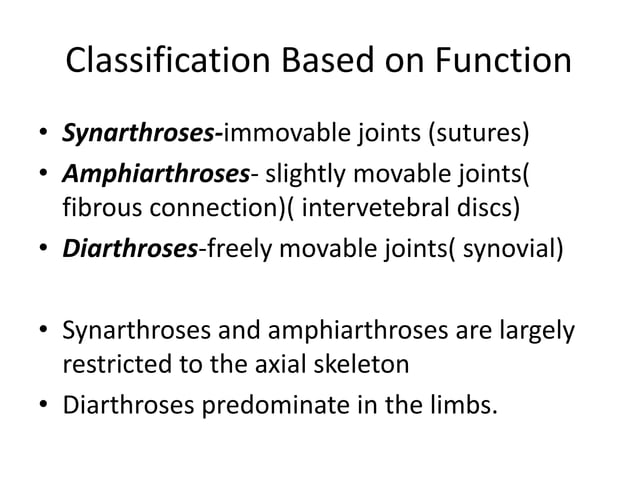 Classification Based on Function
• Synarthroses-immovable joints (sutures)
• Amphiarthroses- slightly movable joints(
fibrous connection)( intervetebral discs)
• Diarthroses-freely movable joints( synovial)
• Synarthroses and amphiarthroses are largely
restricted to the axial skeleton
• Diarthroses predominate in the limbs.